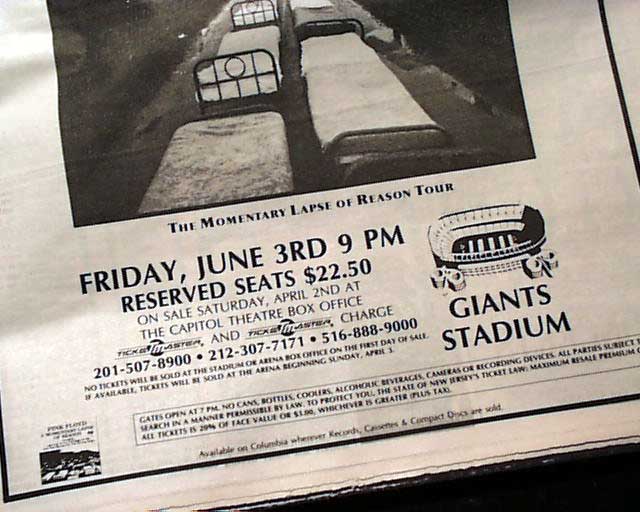 THE MOMENTARY LAPSE OF REASON TOUR
FRIDAY, JUNE 3RD 9 PM
RESERVED SEATS $22.50
ON SALE SATURDAY, APRIL 2ND AT
THE CAPITOL THEATRE BOX OFFICE
TICKETMASTER AND TICKETMASTER CHARGE
201-507-8900 • 212-307-7171 • 516-888-9000
NO TICKETS WILL BE SOLD AT THE STADIUM OR ARENA BOX OFFICE ON THE FIRST DAY OF SALE.
IF AVAILABLE, TICKETS WILL BE SOLD AT THE ARENA BEGINNING SUNDAY, APRIL 3.
GIANTS
STADIUM
GATES OPEN AT 7 PM. NO CANS, BOTTLES, COOLERS, ALCOHOLIC BEVERAGES, CAMERAS OR RECORDING DEVICES. ALL PARTIES SUBJECT
SEARCH IN A MANNER PERMISSIBLE BY LAW. TO PROTECT YOU, THE STATE OF NEW JERSEY'S TICKET LAW: MAXIMUM RESALE PREMIUM
ALL TICKETS IS 20% OF FACE VALUE OR $3.00, WHICHEVER IS GREATER (PLUS TAX).
PINK FLOYD
A MOMENTARY LAPSE
OF REASON
Available on Columbia wherever Records, Cassettes & Compact Discs are sold.